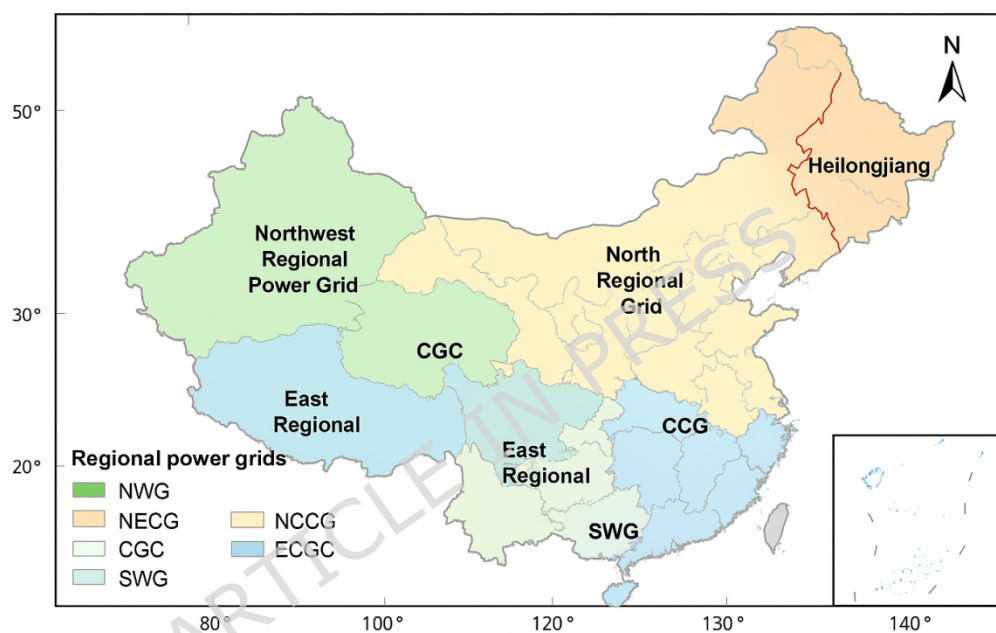 N
50°
Heilongjiang
Northwest
Regional
Power Grid
North
Regional
Grid
30°
CGC
East
Regional
CCG
20°
East
Regional
SWG
Regional power grids
NWG
NECG
NCCG
CGC
ECGC
SWG
80°
100°
120°
130°
140°
ARTICLE IN PRESS